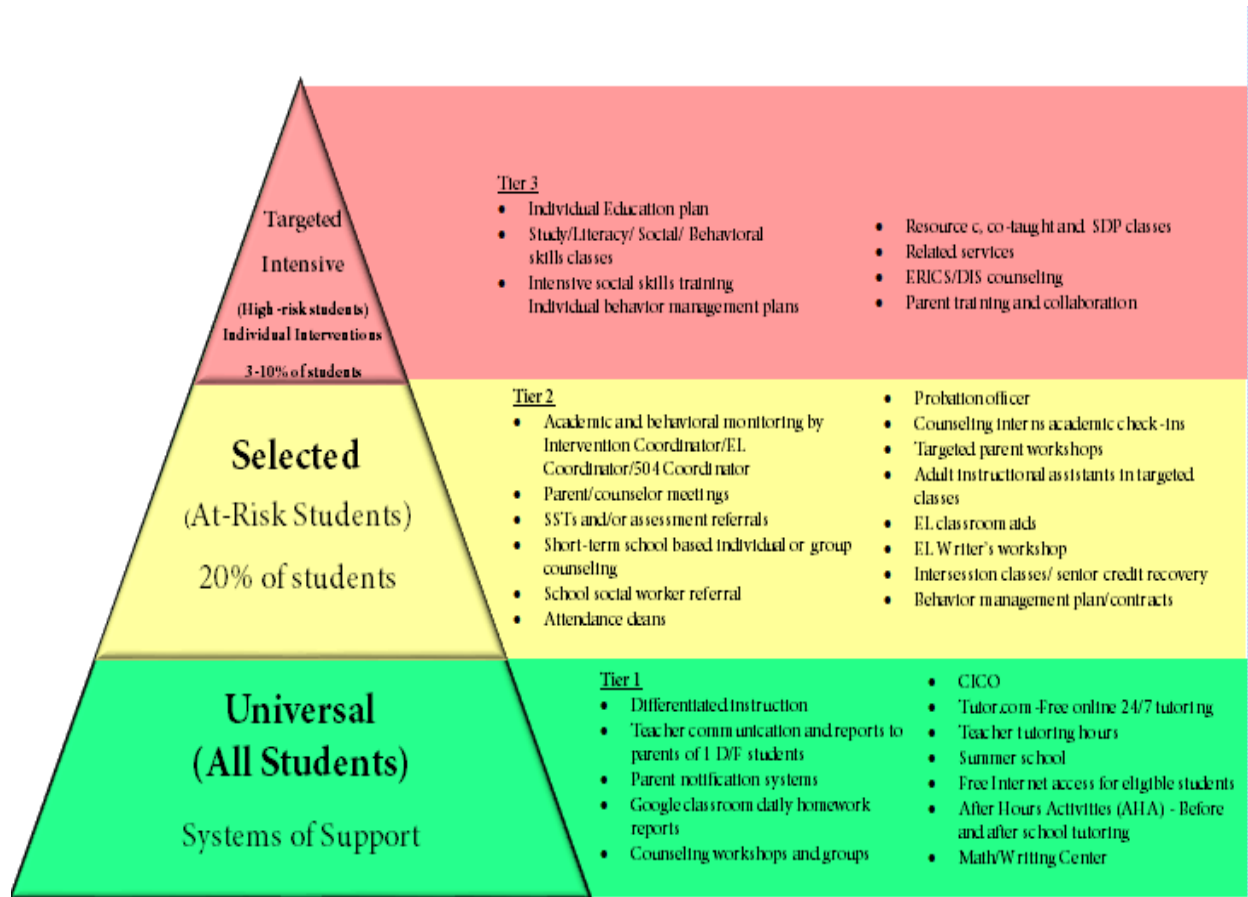 Targeted
Intensive
(High-risk students)
Individual Interventions
3-10% of students
Tier 3
• Individual Education plan
• Study/Literacy/ Social/ Behavioral
skills classes
• Intensive social skills training
Individual behavior management plans
• Resource c, co-taught and SDP classes
• Related services
• ERICS/DIS counseling
• Parent training and collaboration
Selected
(At-Risk Students)
20% of students
Tier 2
• Academic and behavioral monitoring by
Intervention Coordinator/EL
Coordinator/504 Coordinator
• Parent/counselor meetings
• SSTs and/or assessment referrals
• Short-term school based individual or group
counseling
• School social worker referral
• Attendance deans
• Probation officer
• Counseling interns academic check-ins
• Targeted parent workshops
• Adult instructional assistants in targeted
classes
• EL classroom aids
• EL Writer's workshop
• Intersession classes/ senior credit recovery
• Behavior management plan/contracts
Universal
(All Students)
Systems of Support
Tier 1
• Differentiated instruction
• Teacher communication and reports to
parents of 1 D/F students
• Parent notification systems
• Google classroom daily homework
reports
• Counseling workshops and groups
• CICO
• Tutor.com -Free online 24/7 tutoring
• Teacher tutoring hours
• Summer school
• Free Internet access for eligible students
• After Hours Activities (AHA) - Before
and after school tutoring
• Math/Writing Center